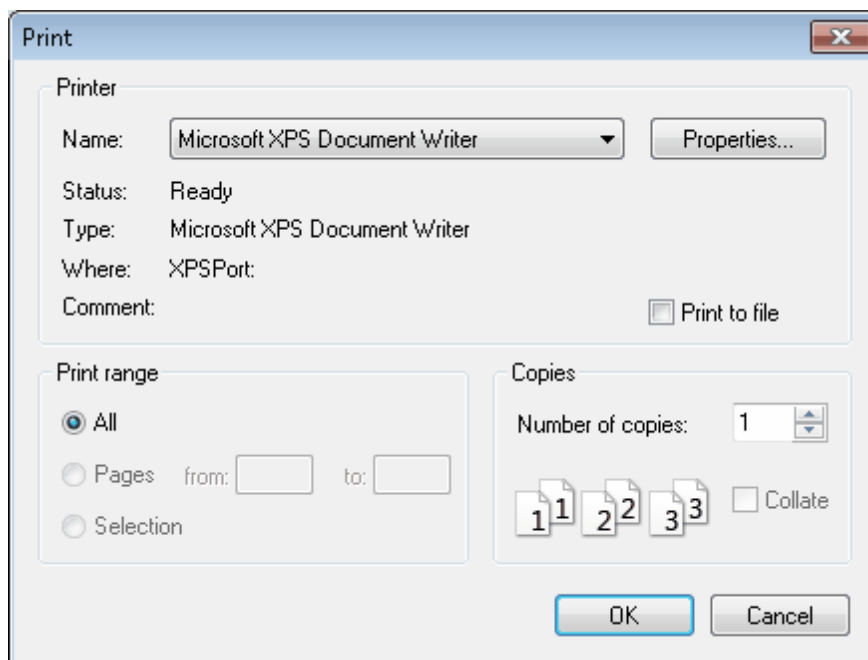 Print
Printer
Name: Microsoft XPS Document Writer Properties...
Status: Ready
Type: Microsoft XPS Document Writer
Where: XPSPort:
Comment: Print to file
Print range
All
Pages from: to:
Selection
Copies
Number of copies: 1
1 1 2 2 3 3 Collate
OK Cancel